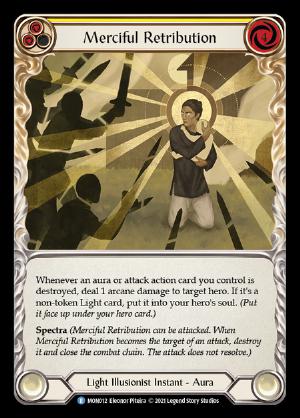 Merciful Retribution
Whenever an aura or attack action card you control is
destroyed, deal 1 arcane damage to target hero. If it's a
non-token Light card, put it into your hero's soul. (Put
it face up under your hero card.)
Spectra (Merciful Retribution can be attacked. When
Merciful Retribution becomes the target of an attack, destroy
it and close the combat chain. The attack does not resolve.)
Light Illusionist Instant - Aura
MON012 Eleonor Piteira © 2021 Legend Story Studios